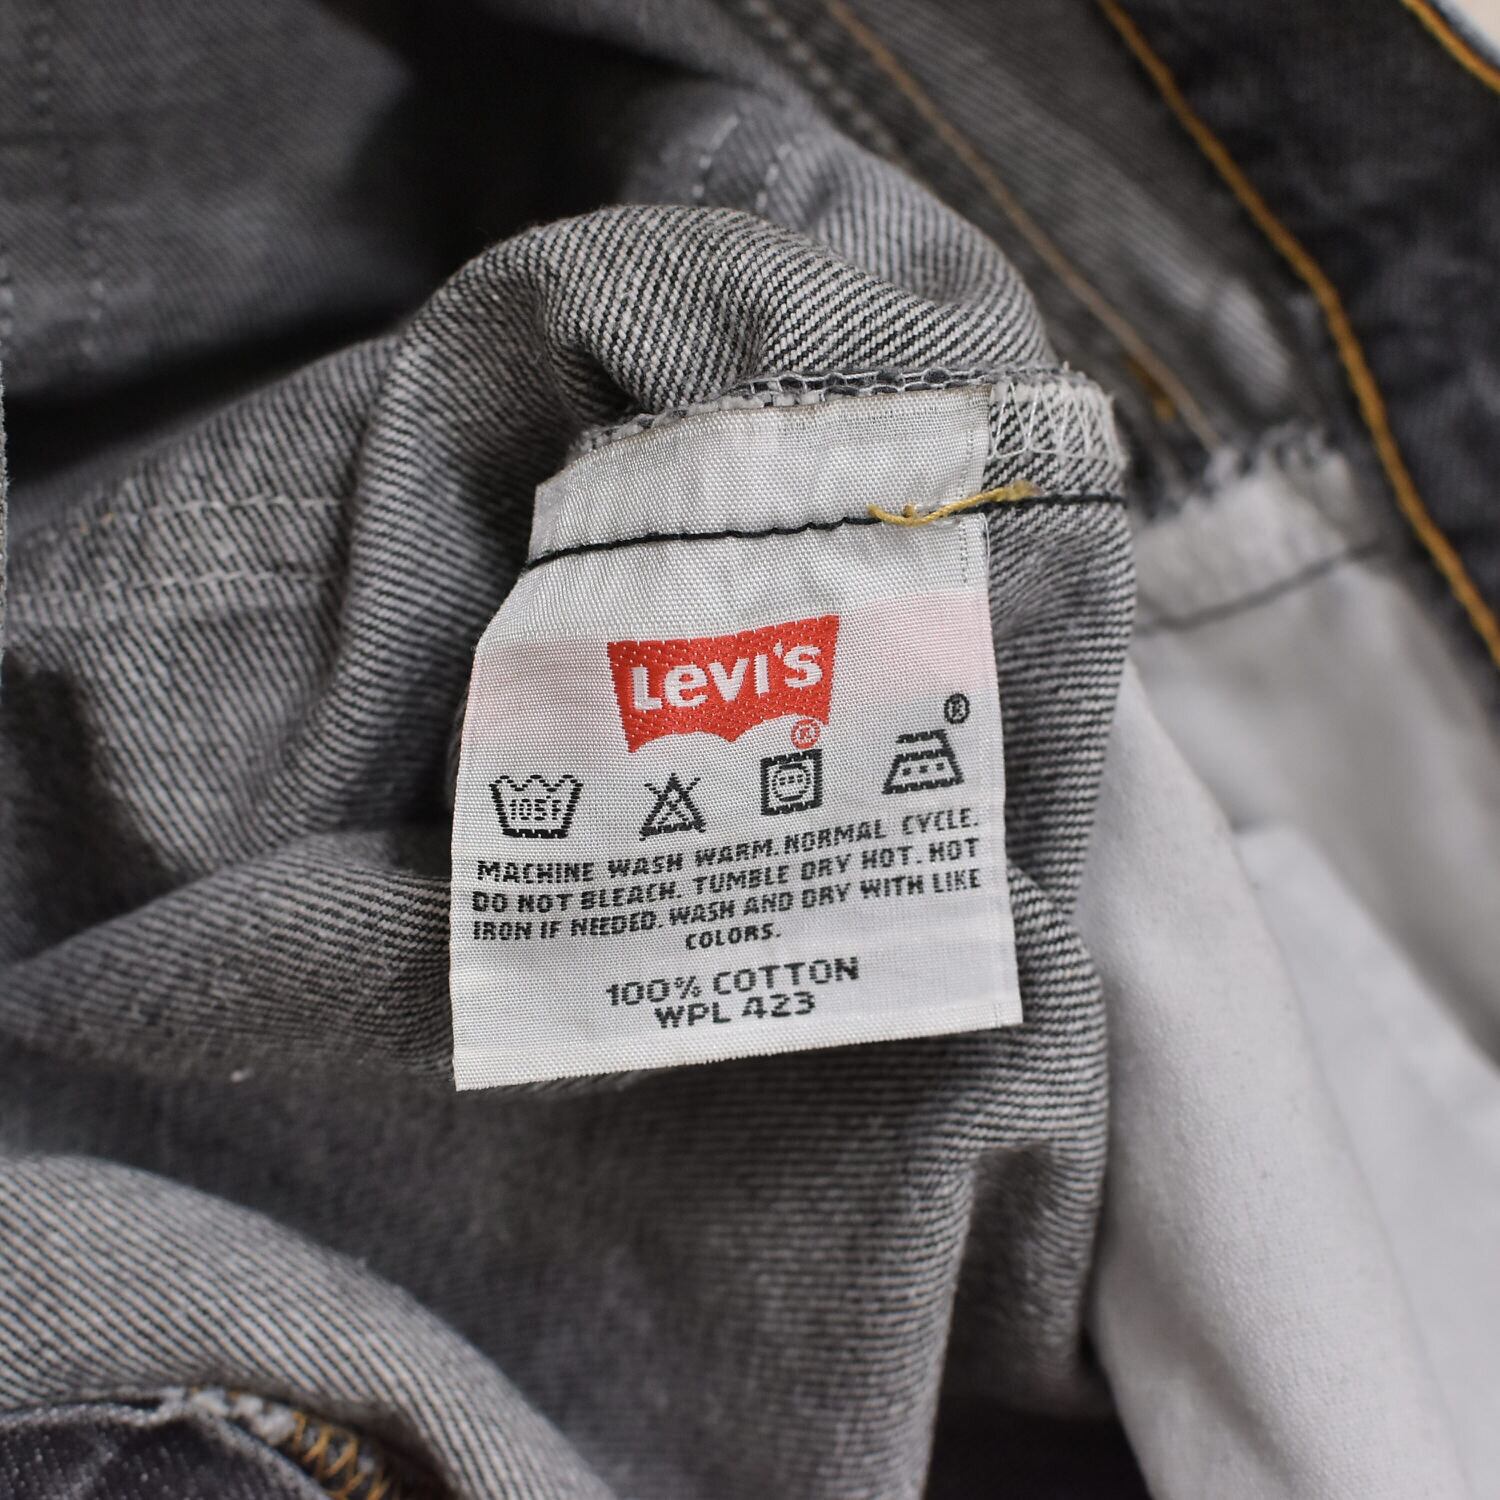 Levi's
®
®
105F
MACHINE WASH WARM. NORMAL CYCLE.
DO NOT BLEACH. TUMBLE DRY HOT. HOT
IRON IF NEEDED. WASH AND DRY WITH LIKE
COLORS.
100% COTTON
WPL 423